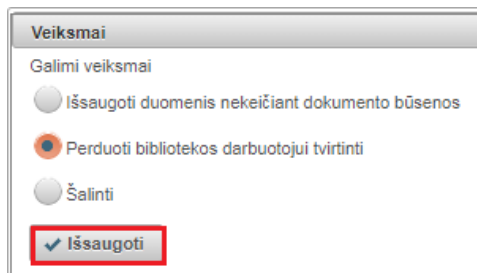 Veiksmai
Galimi veiksmai
Išsaugoti duomenis nekeičiant dokumento būsenos
Perduoti bibliotekos darbuotojui tvirtinti
Šalinti
Išsaugoti